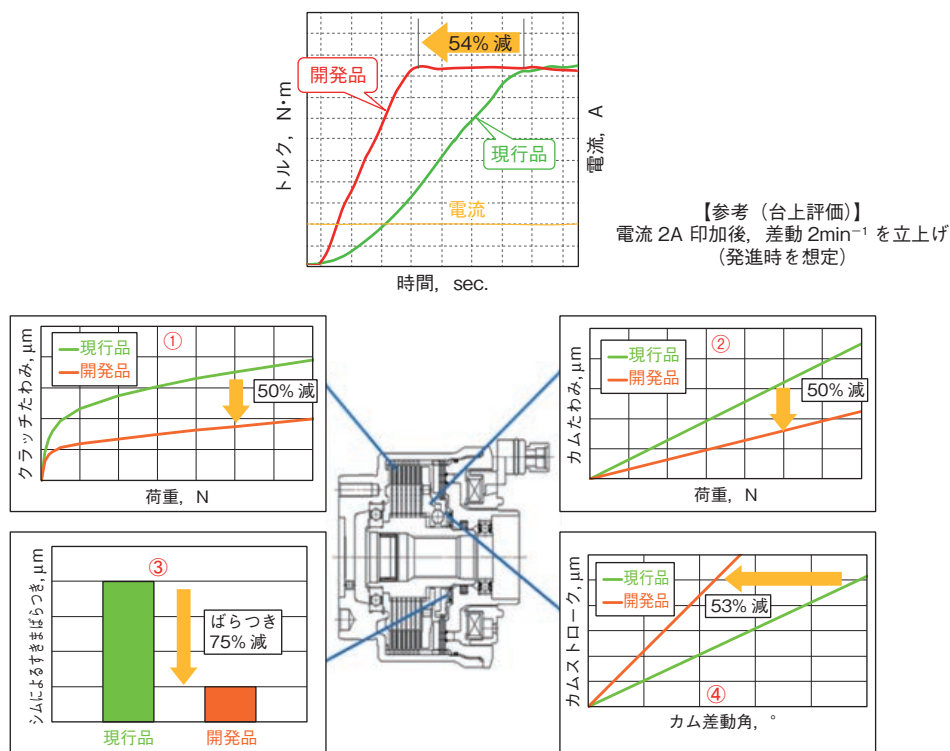 54% 減
開発品
現行品
電流
トルク, N・m
電流, A
時間, sec.
【参考（台上評価）】
電流 2A 印加後，差動 2min⁻¹ を立上げ
（発進時を想定）
①
現行品
開発品
50% 減
クラッチたわみ, μm
荷重, N
②
現行品
開発品
50% 減
カムたわみ, μm
荷重, N
③
ばらつき
75% 減
シムによるすきまばらつき, μm
現行品
開発品
現行品
開発品
53% 減
④
カムストローク, μm
カム差動角, °